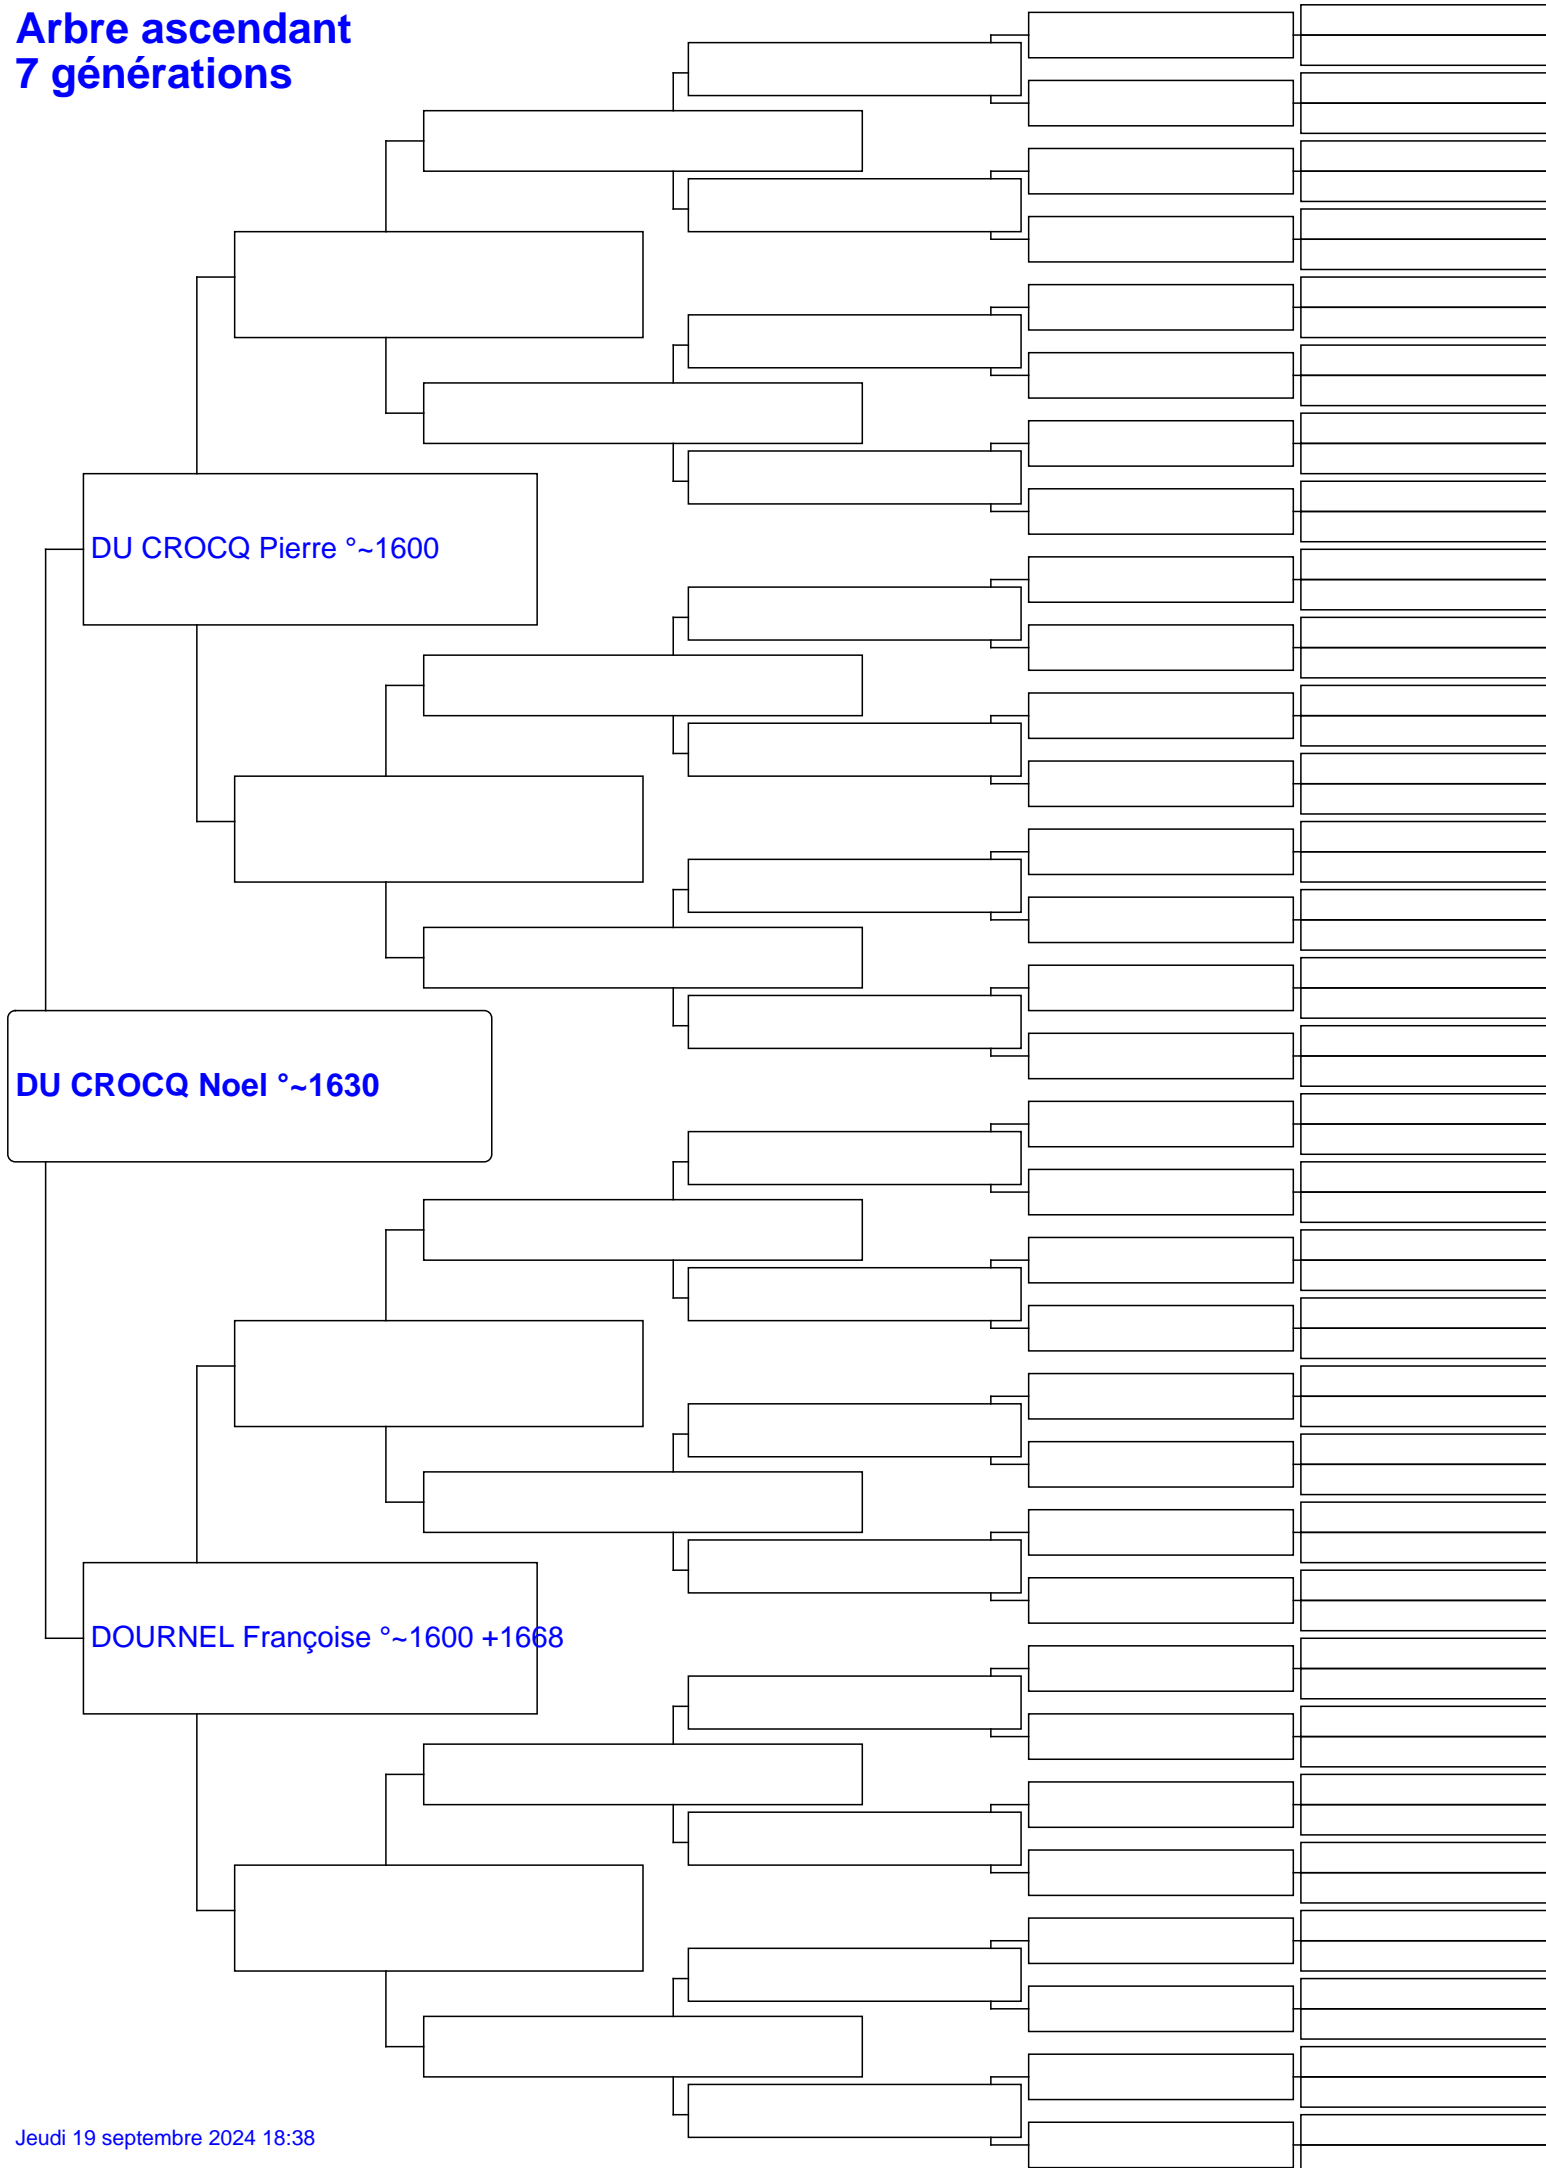 Arbre ascendant
7 générations
DU CROCQ Pierre °~1600
DU CROCQ Noel °~1630
DOURNEL Françoise °~1600 +1668
Jeudi 19 septembre 2024 18:38